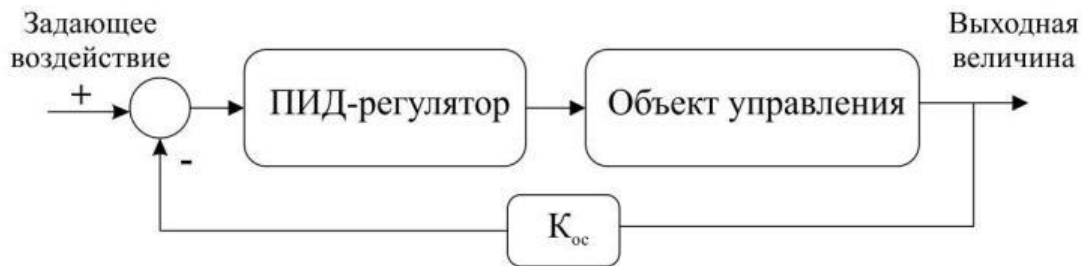 Задающее
воздействие
Выходная
величина
+
ПИД-регулятор
Объект управления
-
Кос